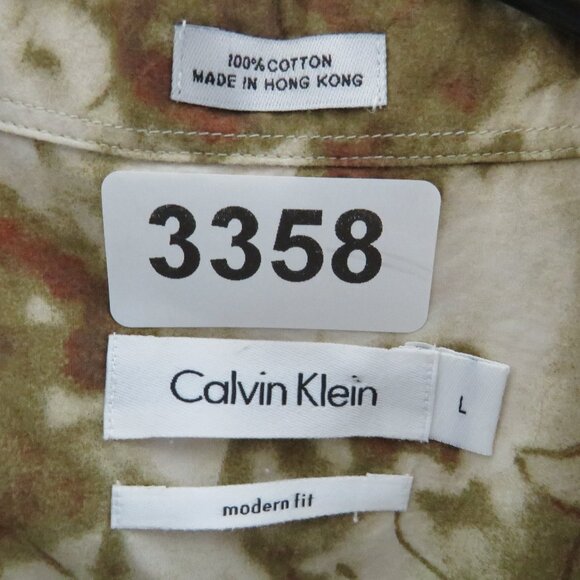 100% COTTON
MADE IN HONG KONG
3358
Calvin Klein
L
modern fit